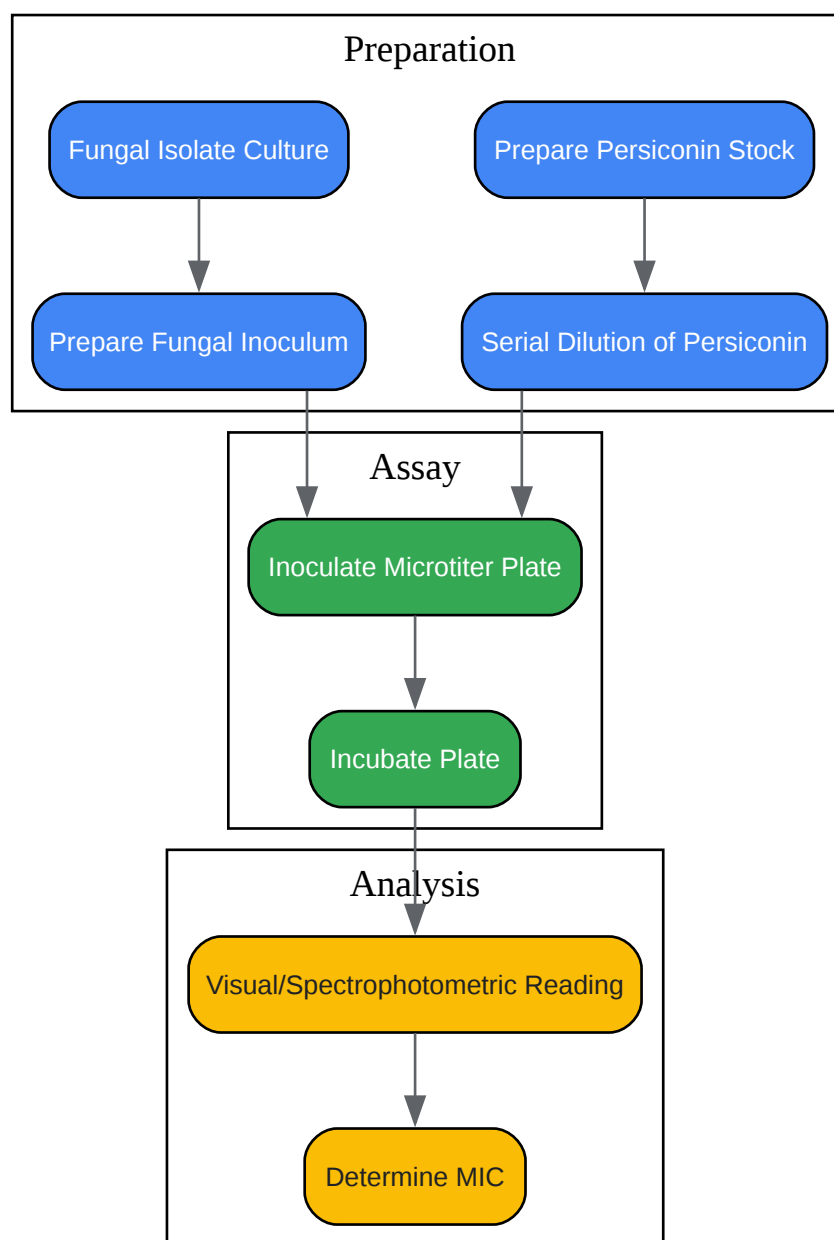 Preparation
Fungal Isolate Culture
Prepare Persiconin Stock
Prepare Fungal Inoculum
Serial Dilution of Persiconin
Assay
Inoculate Microtiter Plate
Incubate Plate
Analysis
Visual/Spectrophotometric Reading
Determine MIC